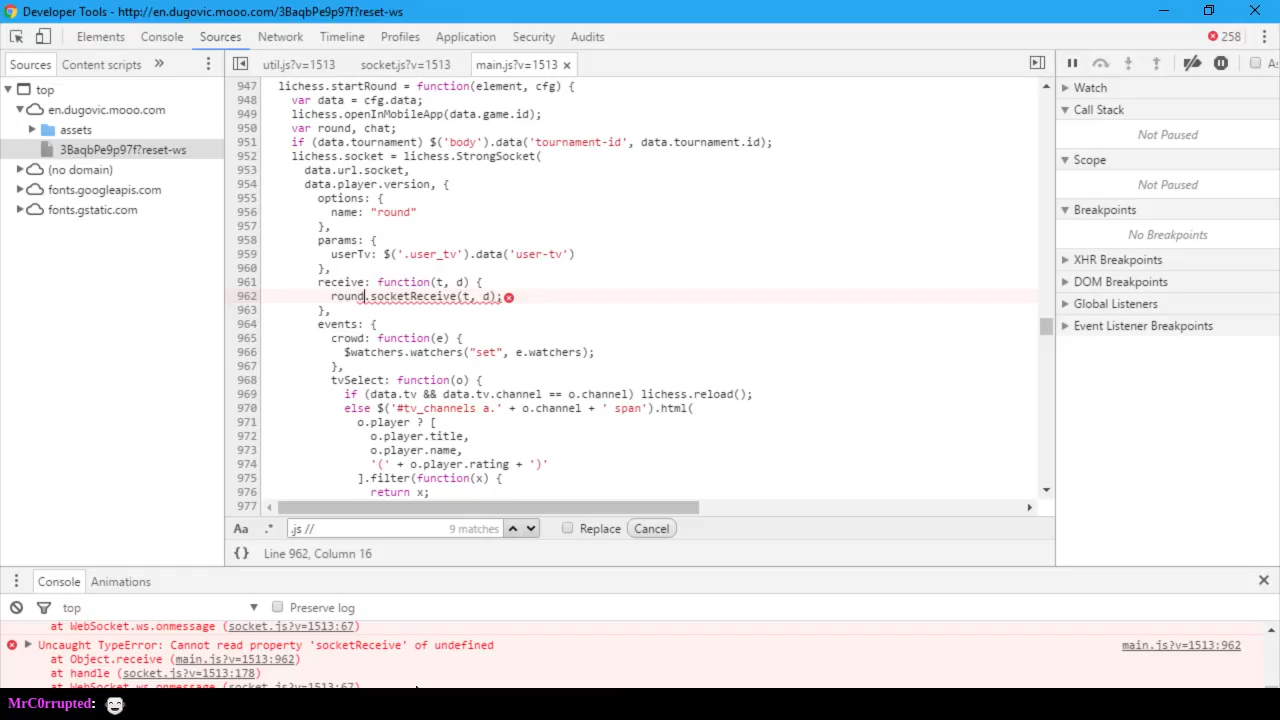 Developer Tools - http://en.dugovic.mooo.com/3BaqbPe9p97f?reset-ws
Elements Console Sources Network Timeline Profiles Application Security Audits 258
Sources Content scripts » util.js?v=1513 socket.js?v=1513 main.js?v=1513 ×
top
en.dugovic.mooo.com
assets
3BaqbPe9p97f?reset-ws
(no domain)
fonts.googleapis.com
fonts.gstatic.com
947 lichess.startRound = function(element, cfg) {
948 var data = cfg.data;
949 lichess.openInMobileApp(data.game.id);
950 var round, chat;
951 if (data.tournament) $('body').data('tournament-id', data.tournament.id);
952 lichess.socket = lichess.StrongSocket(
953 data.url.socket,
954 data.player.version, {
955 options: {
956 name: "round"
957 },
958 params: {
959 userTv: $('.user_tv').data('user-tv')
960 },
961 receive: function(t, d) {
962 round.socketReceive(t, d);
963 },
964 events: {
965 crowd: function(e) {
966 $watchers.watchers("set", e.watchers);
967 },
968 tvSelect: function(o) {
969 if (data.tv && data.tv.channel == o.channel) lichess.reload();
970 else $('#tv_channels a.' + o.channel + ' span').html(
971 o.player ? [
972 o.player.title,
973 o.player.name,
974 '(' + o.player.rating + ')'
975 ].filter(function(x) {
976 return x;
977
Aa .* .js // 9 matches Replace Cancel
{} Line 962, Column 16
As
Watch
Call Stack
Not Paused
Scope
Not Paused
Breakpoints
No Breakpoints
XHR Breakpoints
DOM Breakpoints
Global Listeners
Event Listener Breakpoints
Console Animations
top Preserve log
at WebSocket.ws.onmessage (socket.js?v=1513:67)
Uncaught TypeError: Cannot read property 'socketReceive' of undefined main.js?v=1513:962
at Object.receive (main.js?v=1513:962)
at handle (socket.js?v=1513:178)
at WebSocket.ws.onmessage (socket.js?v=1513:67)
MrC0rrupted: